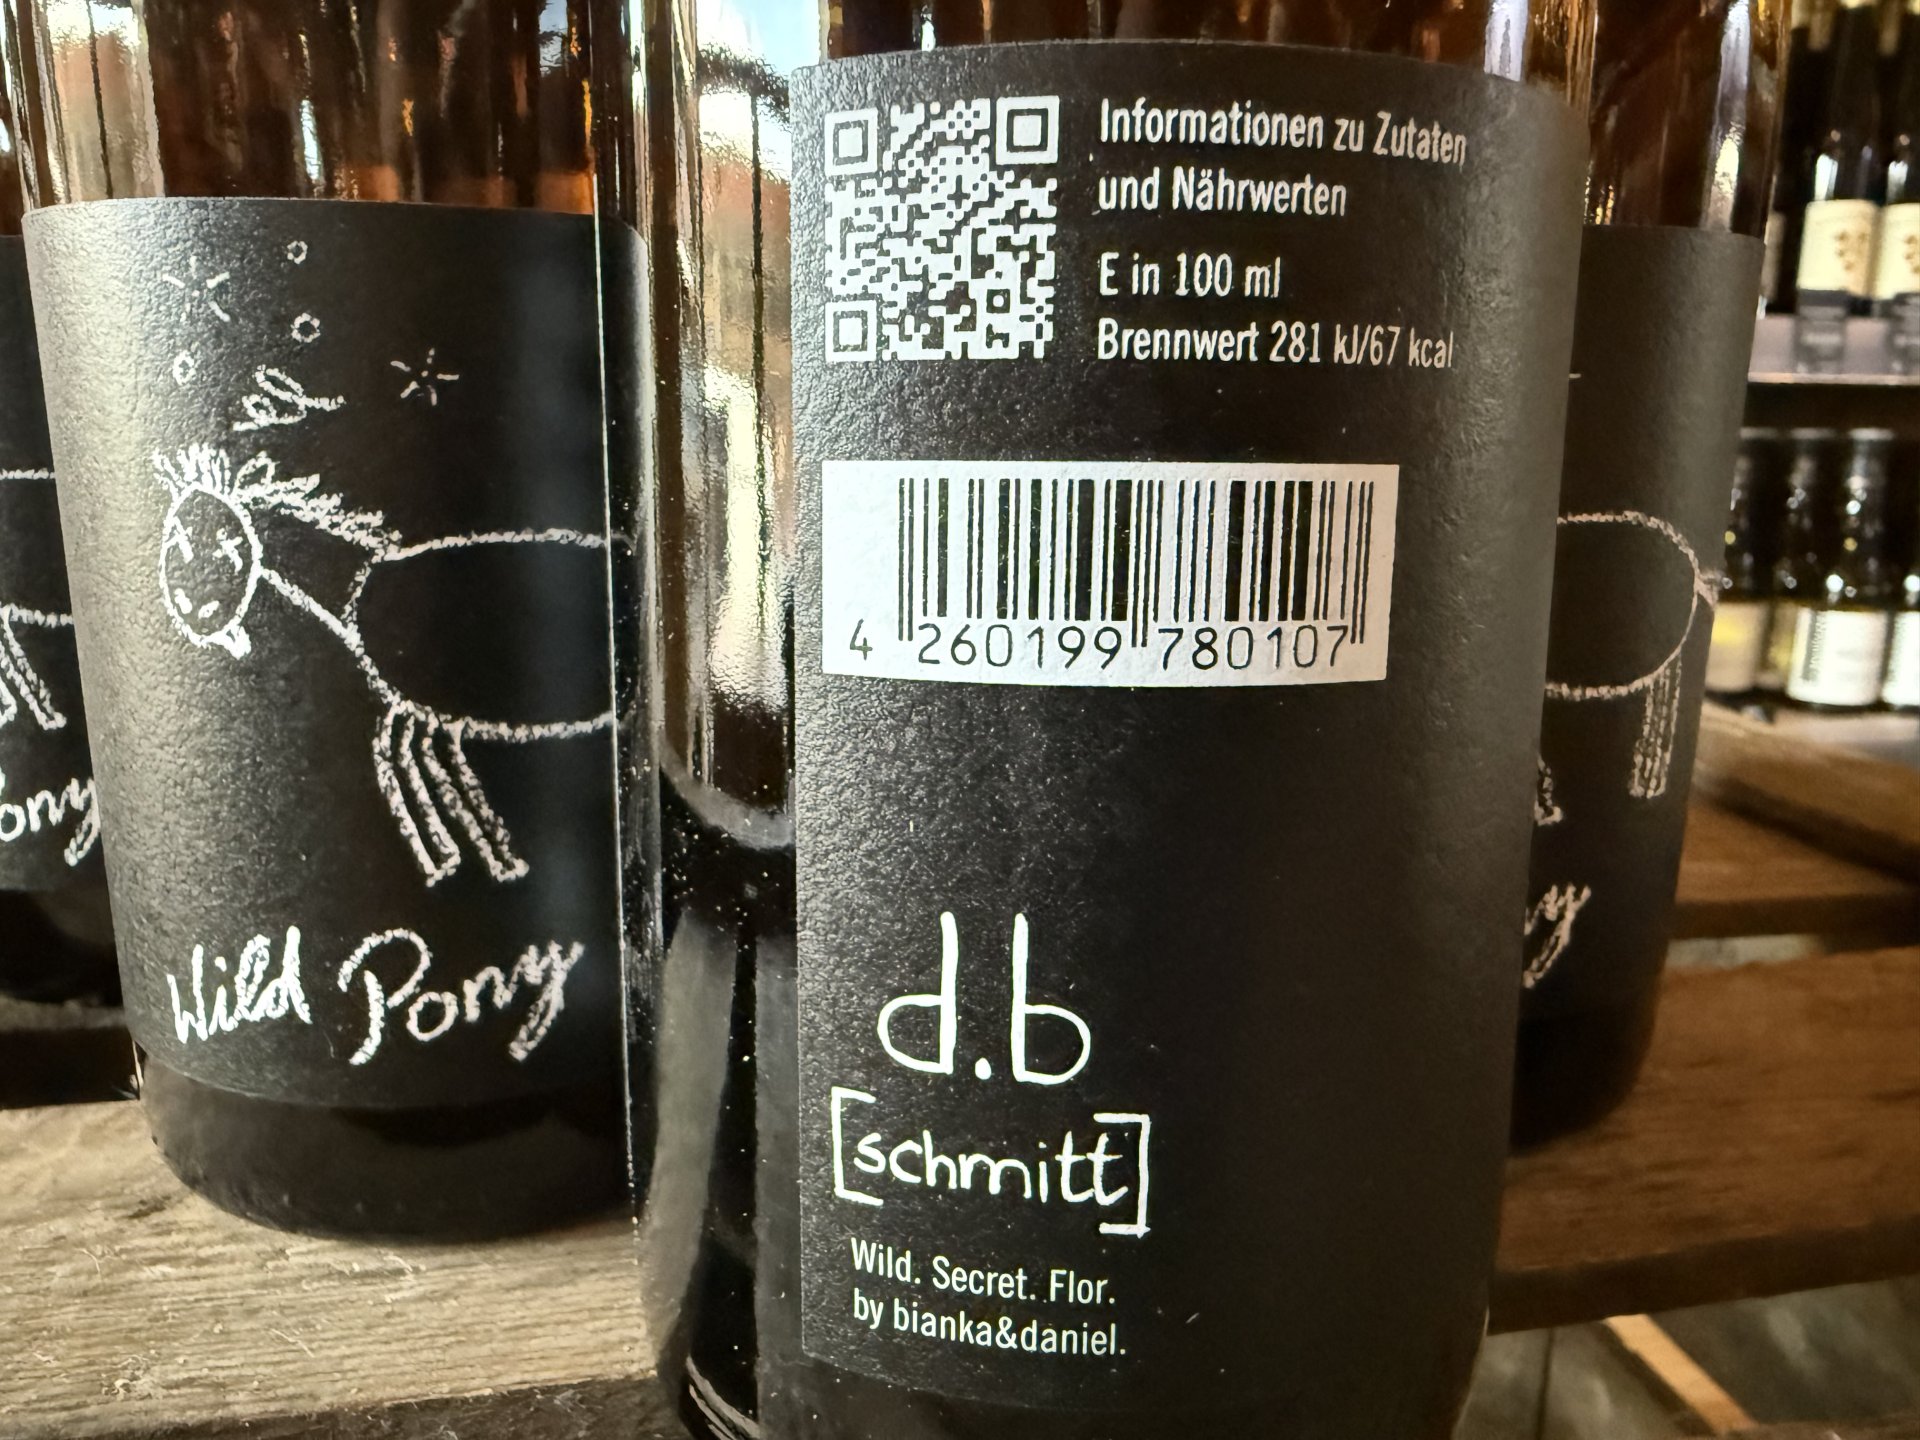 Wild Pony
Pony
Informationen zu Zutaten
und Nährwerten
E in 100 ml
Brennwert 281 kJ/67 kcal
4 260199 780107
d.b
[schmitt]
Wild. Secret. Flor.
by bianka&daniel.